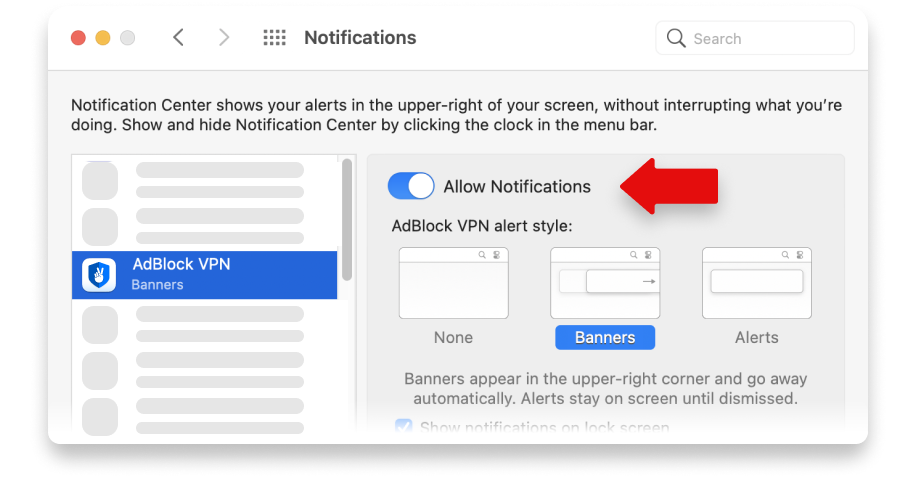 Notifications
Search
Notification Center shows your alerts in the upper-right of your screen, without interrupting what you're
doing. Show and hide Notification Center by clicking the clock in the menu bar.
AdBlock VPN
Banners
Allow Notifications
AdBlock VPN alert style:
None
Banners
Alerts
Banners appear in the upper-right corner and go away
automatically. Alerts stay on screen until dismissed.
Show notifications on lock screen